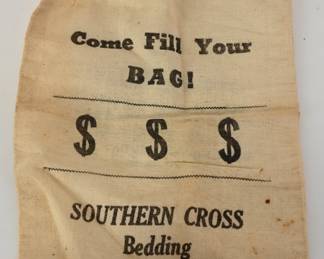 Come Fill Your
BAG!
$ $ $
SOUTHERN CROSS
Bedding